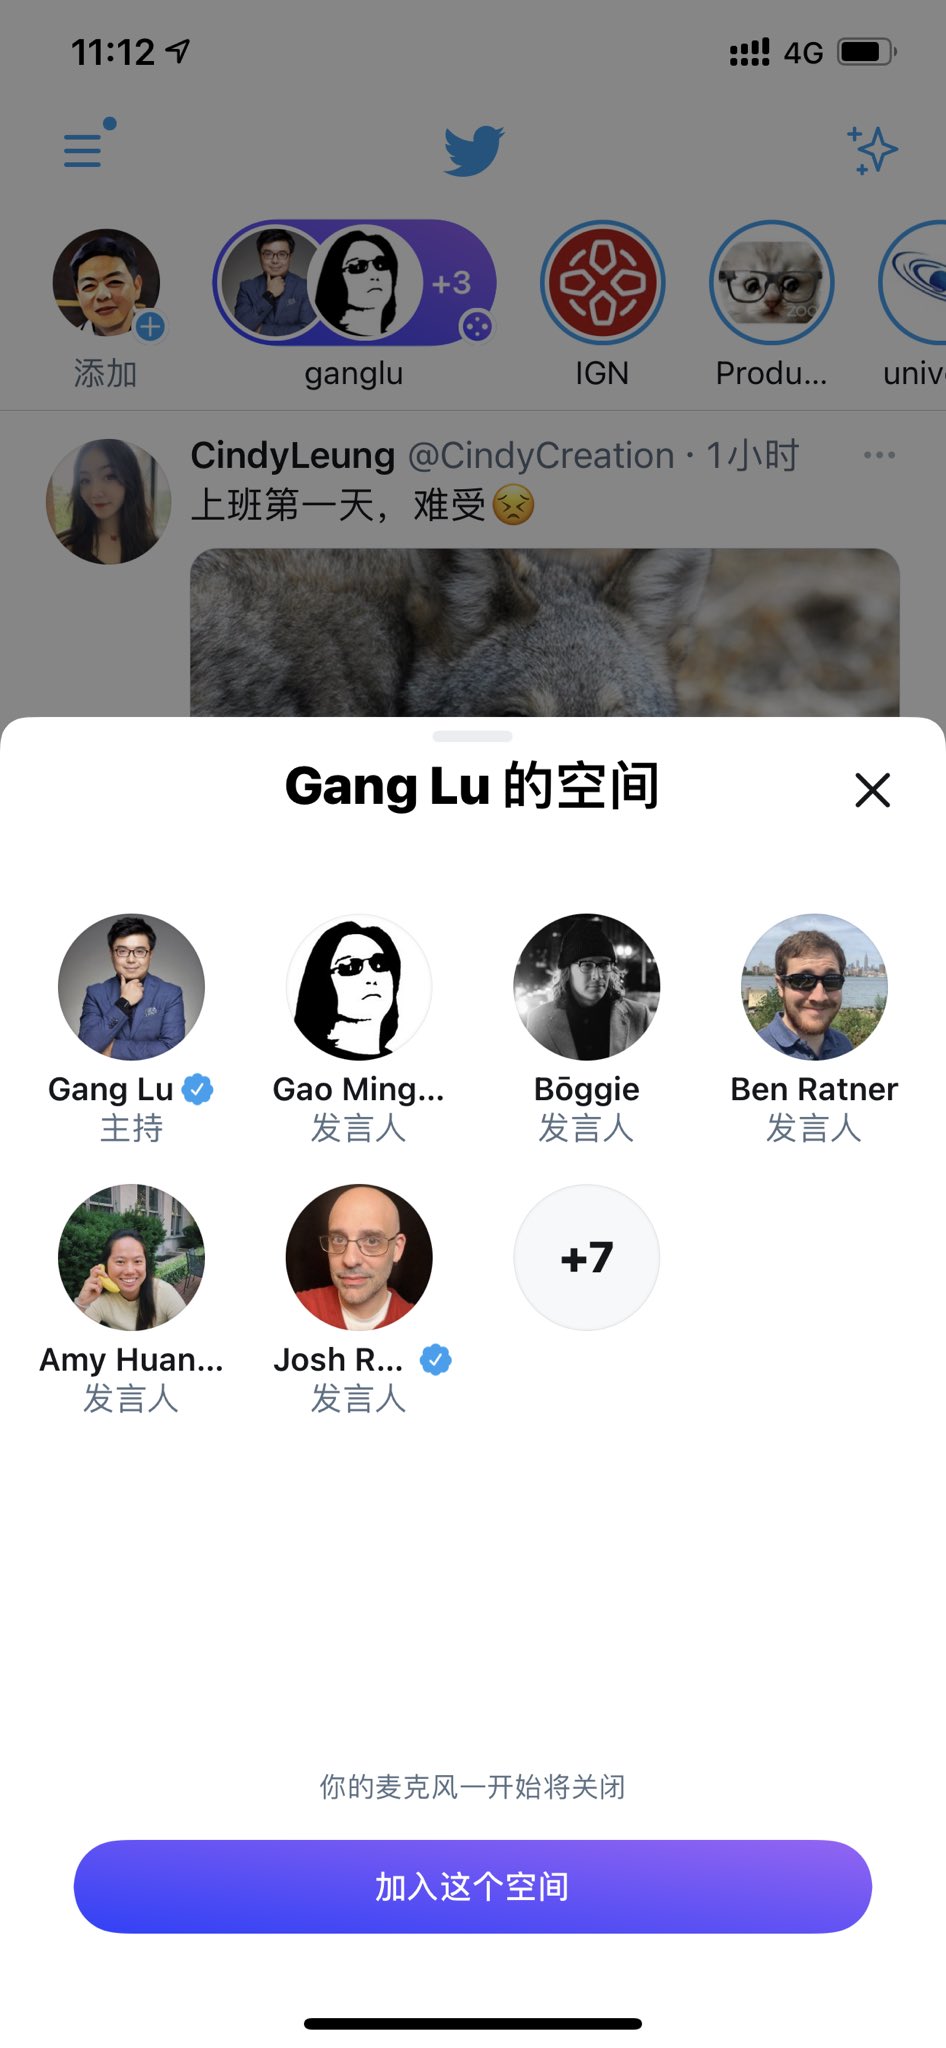 11:12 4G
+3
ZOO
添加 ganglu IGN Produ... univ
CindyLeung @CindyCreation · 1小时
上班第一天，难受😣
Gang Lu 的空间
Gang Lu Gao Ming... Bōggie Ben Ratner
主持 发言人 发言人 发言人
+7
Amy Huan... Josh R...
发言人 发言人
你的麦克风一开始将关闭
加入这个空间